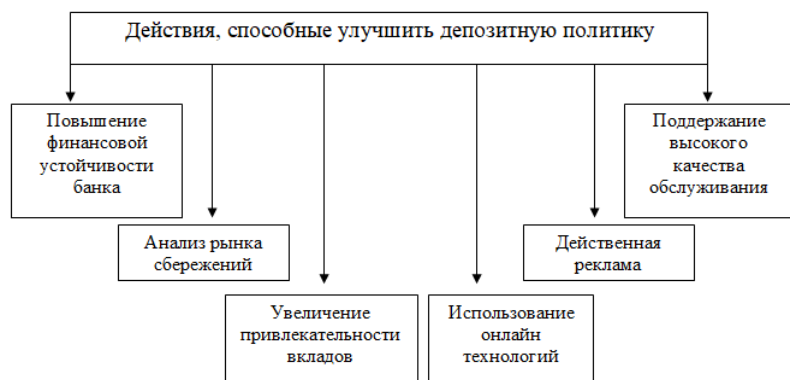 Действия, способные улучшить депозитную политику
Повышение
финансовой
устойчивости
банка
Поддержание
высокого
качества
обслуживания
Анализ рынка
сбережений
Действенная
реклама
Увеличение
привлекательности
вкладов
Использование
онлайн
технологий